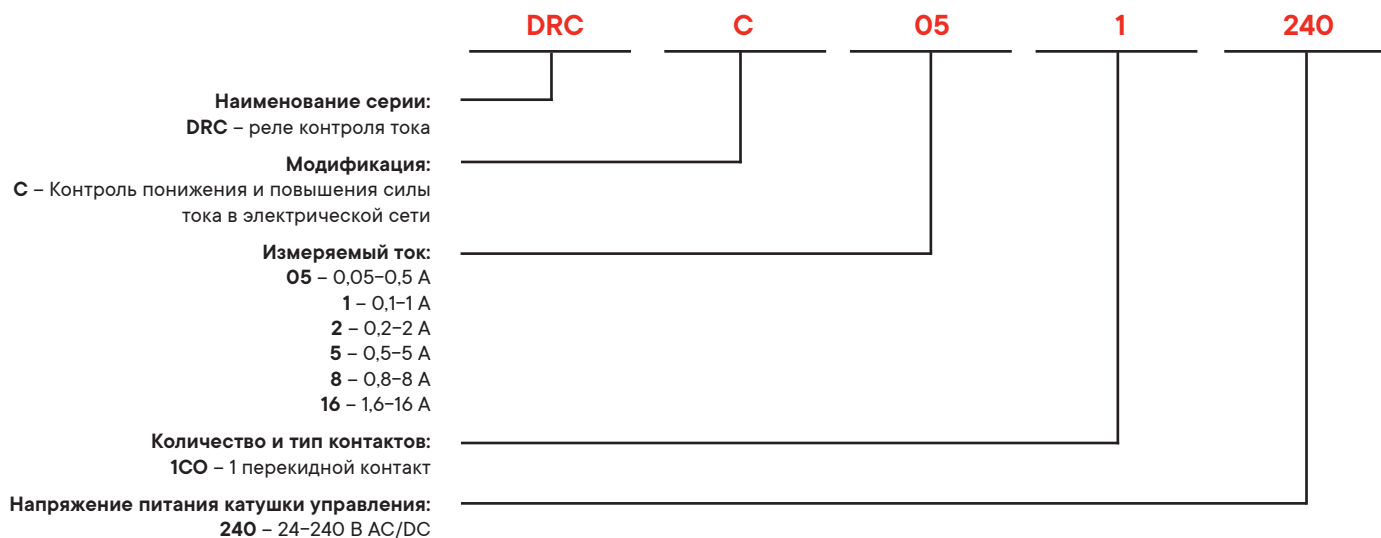 DRC C 05 1 240
Наименование серии:
DRC – реле контроля тока
Модификация:
C – Контроль понижения и повышения силы
тока в электрической сети
Измеряемый ток:
05 – 0,05–0,5 А
1 – 0,1–1 А
2 – 0,2–2 А
5 – 0,5–5 А
8 – 0,8–8 А
16 – 1,6–16 А
Количество и тип контактов:
1CO – 1 перекидной контакт
Напряжение питания катушки управления:
240 – 24–240 В AC/DC